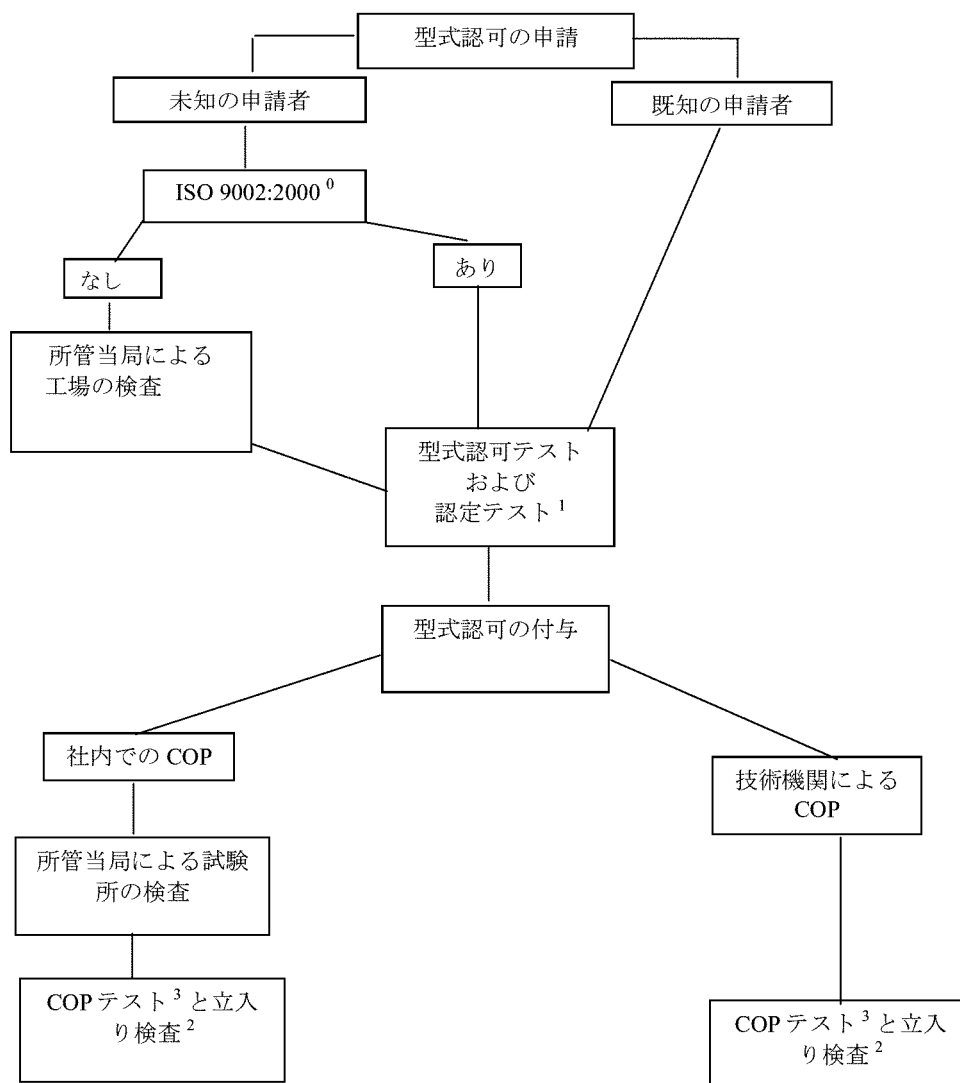 型式認可の申請
未知の申請者
既知の申請者
ISO 9002:2000 0
なし
あり
所管当局による
工場の検査
型式認可テスト
および
認定テスト 1
型式認可の付与
社内での COP
技術機関による
COP
所管当局による試験
所の検査
COP テスト 3 と立入
り検査 2
COP テスト 3 と立入
り検査 2